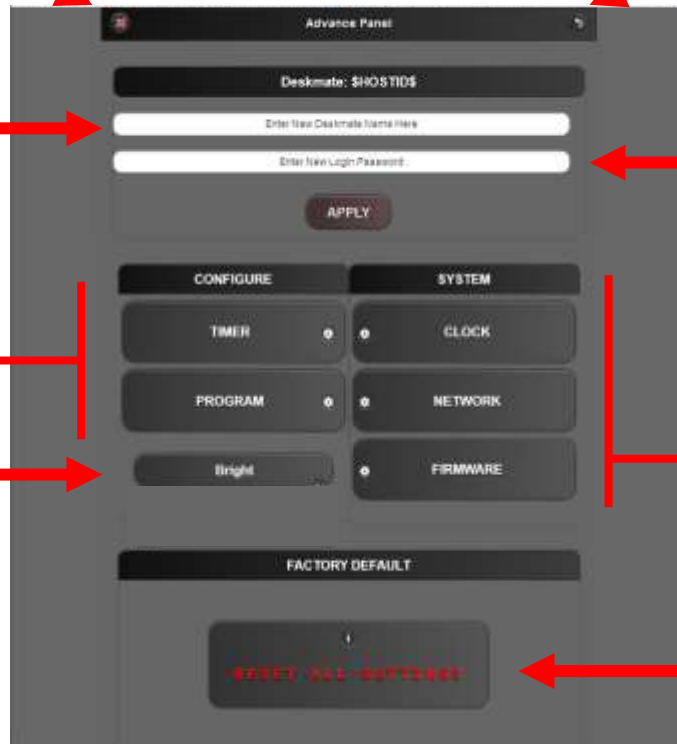 Advance Panel
Deskmate: $HOSTID$
Enter New Deskmate Name Here
Enter New Login Password
APPLY
CONFIGURE SYSTEM
TIMER CLOCK
PROGRAM NETWORK
Bright FIRMWARE
FACTORY DEFAULT
RESET ALL SETTINGS